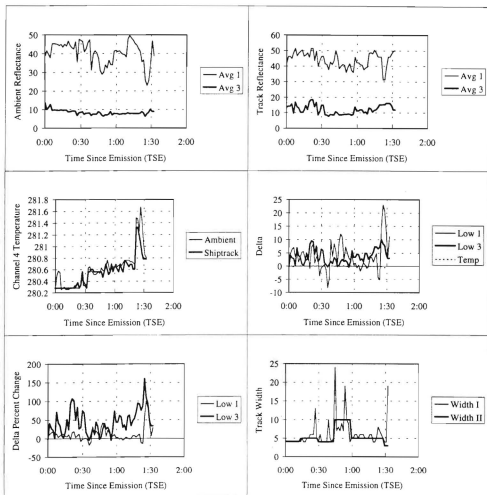 Ambient Reflectance
50
40
30
20
10
0
0:00 0:30 1:00 1:30 2:00
Time Since Emission (TSE)
Avg 1
Avg 3
Track Reflectance
60
50
40
30
20
10
0
0:00 0:30 1:00 1:30 2:00
Time Since Emission (TSE)
Avg 1
Avg 3
Channel 4 Temperature
281.8
281.6
281.4
281.2
281
280.8
280.6
280.4
280.2
0:00 0:30 1:00 1:30 2:00
Time Since Emission (TSE)
Ambient
Shiptrack
Delta
25
20
15
10
5
0
-5
-10
0:00 0:30 1:00 1:30 2:00
Time Since Emission (TSE)
Low 1
Low 3
Temp
Delta Percent Change
200
150
100
50
0
-50
0:00 0:30 1:00 1:30 2:00
Time Since Emission (TSE)
Low 1
Low 3
Track Width
25
20
15
10
5
0
0:00 0:30 1:00 1:30 2:00
Time Since Emission (TSE)
Width I
Width II